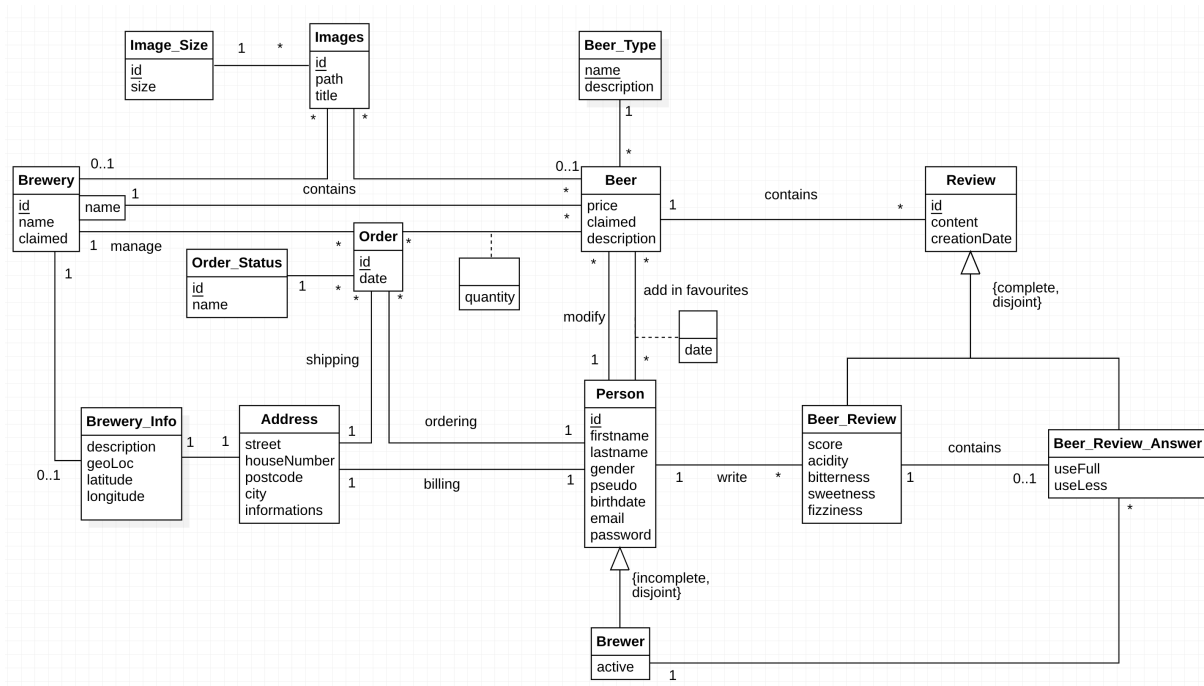 Image_Size
id
size
1
*
Images
id
path
title
*
*
Beer_Type
name
description
1
*
0..1
0..1
contains
Brewery
id
name
claimed
name
1
*
*
Beer
price
claimed
description
1
contains
*
Review
id
content
creationDate
1
manage
*
Order
id
date
*
Order_Status
id
name
1
*
*
*
quantity
*
*
add in favourites
modify
date
1
*
{complete,
disjoint}
1
shipping
ordering
1
1
Brewery_Info
description
geoLoc
latitude
longitude
0..1
1
1
Address
street
houseNumber
postcode
city
informations
1
billing
1
Person
id
firstname
lastname
gender
pseudo
birthdate
email
password
1
write
*
Beer_Review
score
acidity
bitterness
sweetness
fizziness
contains
1
0..1
Beer_Review_Answer
useFull
useLess
*
{incomplete,
disjoint}
Brewer
active
1